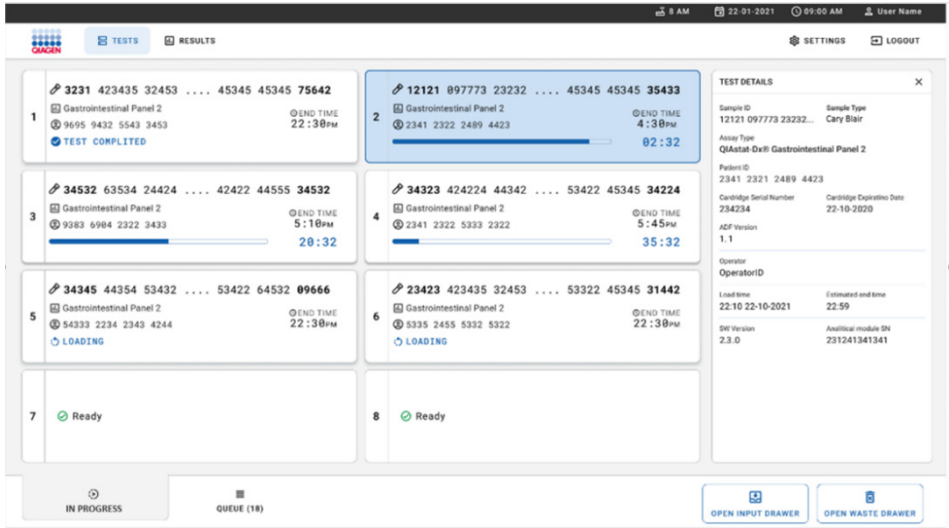 8 AM 22-01-2021 09:00 AM User Name
QIAGEN TESTS RESULTS SETTINGS LOGOUT
1
3231 423435 32453 .... 45345 45345 75642
Gastrointestinal Panel 2
9695 9432 5543 3453
END TIME
22:30PM
TEST COMPLITED
2
12121 097773 23232 .... 45345 45345 35433
Gastrointestinal Panel 2
2341 2322 2489 4423
END TIME
4:30PM
02:32
3
34532 63534 24424 .... 42422 44555 34532
Gastrointestinal Panel 2
9383 6904 2322 3433
END TIME
5:10PM
20:32
4
34323 424224 44342 .... 53422 45345 34224
Gastrointestinal Panel 2
2341 2322 5333 2322
END TIME
5:45PM
35:32
5
34345 44354 53432 .... 53422 64532 09666
Gastrointestinal Panel 2
54333 2234 2343 4244
END TIME
22:30PM
LOADING
6
23423 423435 32453 .... 53322 45345 31442
Gastrointestinal Panel 2
5335 2455 5332 5322
END TIME
22:30PM
LOADING
7
Ready
8
Ready
TEST DETAILS
Sample ID Sample Type
12121 097773 23232... Cary Blair
Assay Type
QIAstat-Dx® Gastrointestinal Panel 2
Patient ID
2341 2321 2489 4423
Cardridge Serial Number Cardridge Expiratino Date
234234 22-10-2020
ADF Version
1.1
Operator
OperatorID
Load time Estimated end time
22:10 22-10-2021 22:59
SW Version Analitical module SN
2.3.0 231241341341
IN PROGRESS
QUEUE (18)
OPEN INPUT DRAWER
OPEN WASTE DRAWER